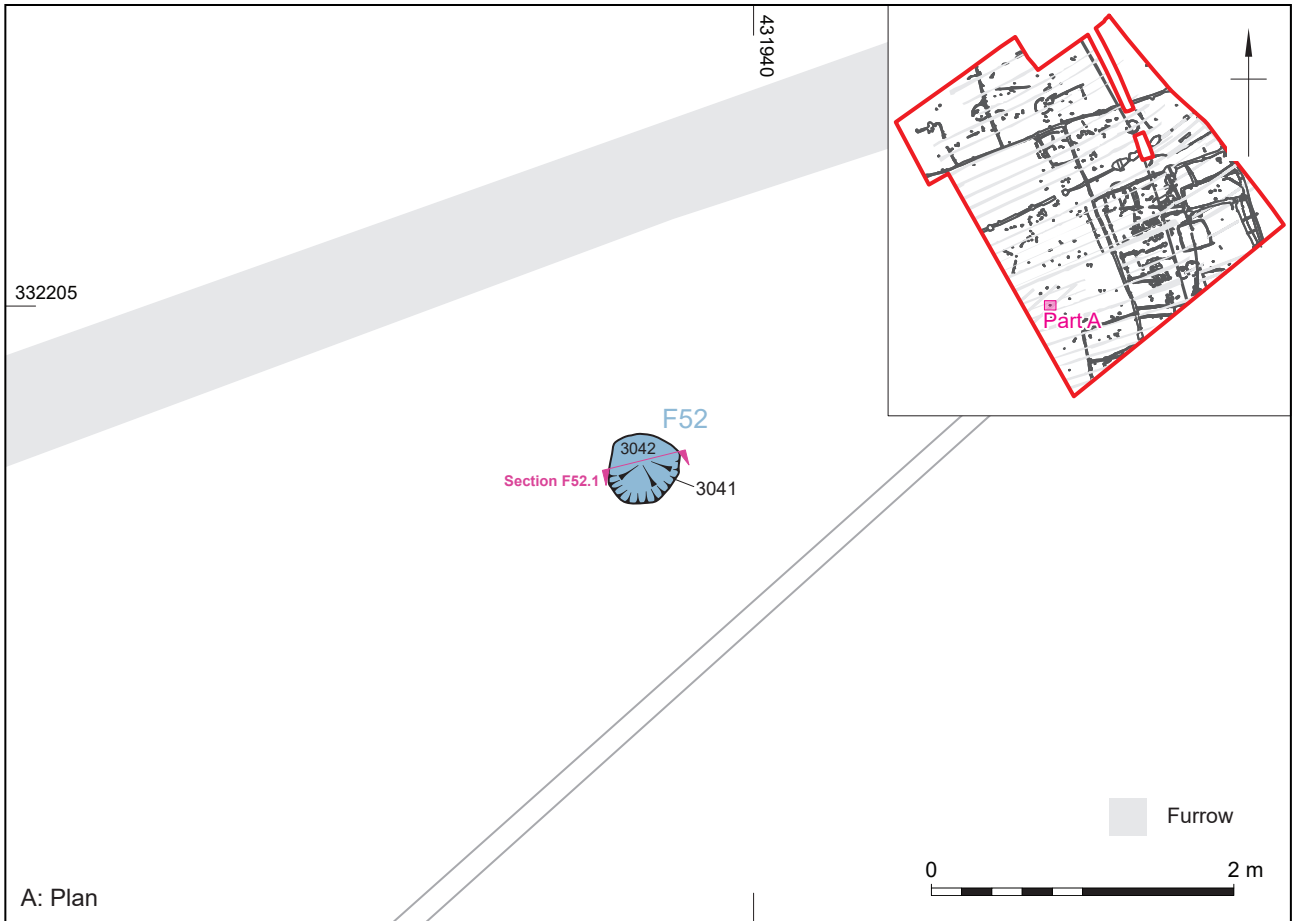 431940
Part A
332205
F52
3042
Section F52.1
3041
Furrow
0
2 m
A: Plan